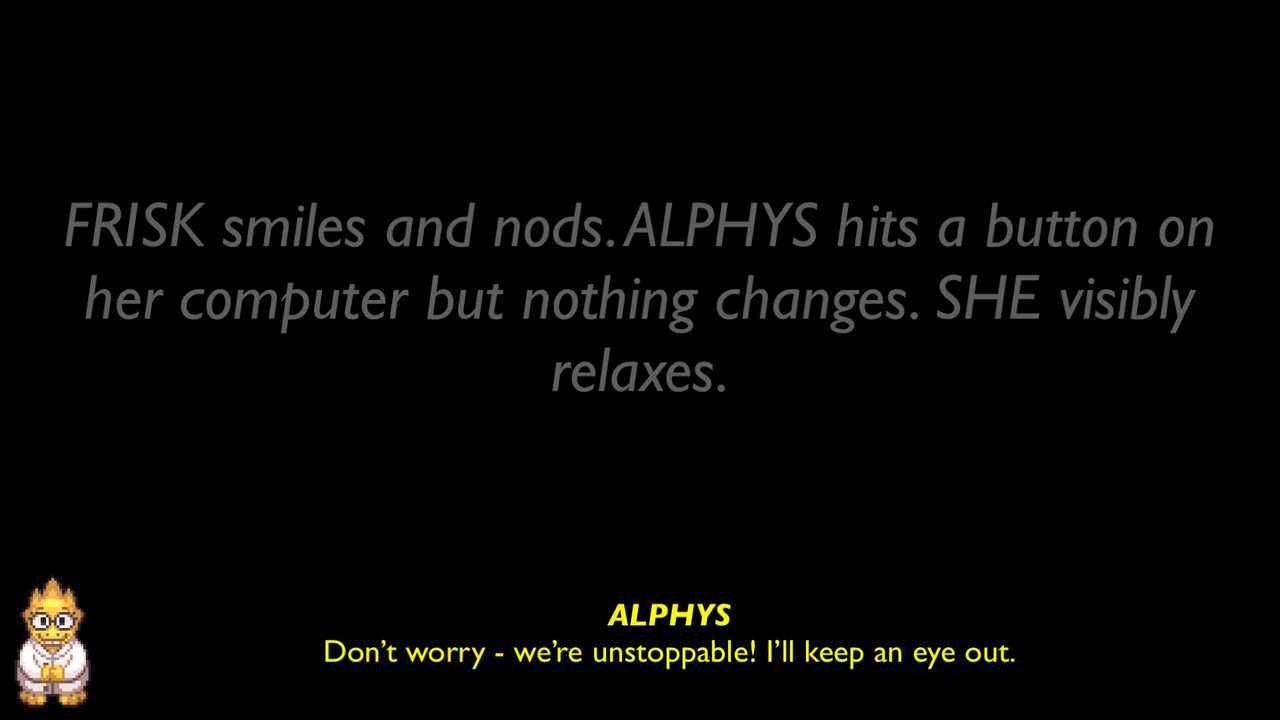 FRISK smiles and nods. ALPHYS hits a button on
her computer but nothing changes. SHE visibly
relaxes.
ALPHYS
Don’t worry - we’re unstoppable! I’ll keep an eye out.